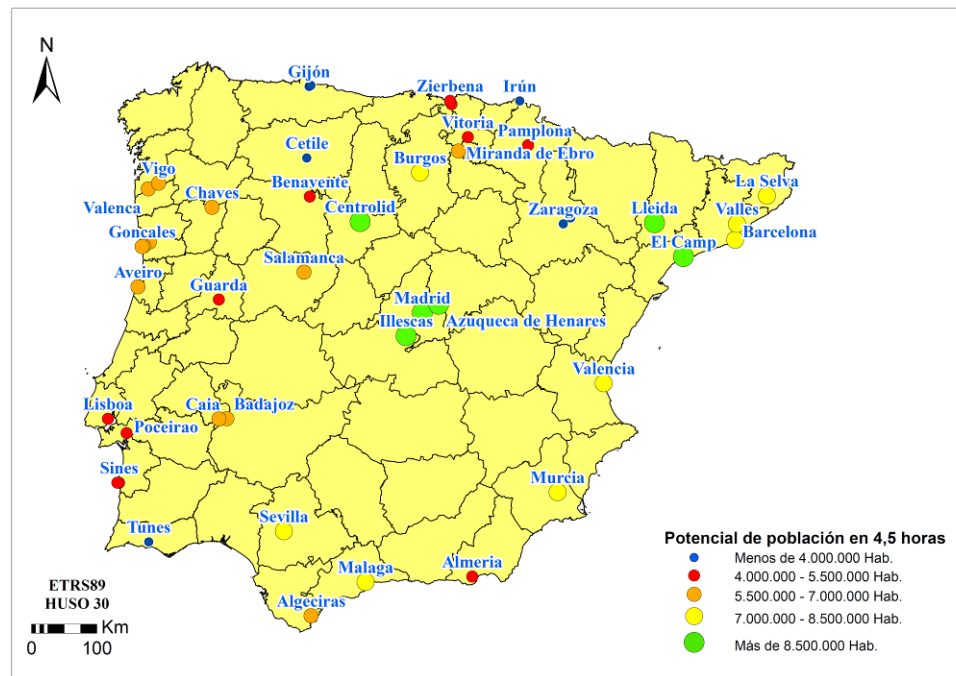 N
Gijón
Zierbena
Irún
Vitoria
Pamplona
Cetile
Burgos
Miranda de Ebro
Vigo
Benavente
La Selva
Chaves
Valenca
Centrolid
Zaragoza
Lleida
Valles
Goncales
El Camp
Barcelona
Salamanca
Aveiro
Guarda
Madrid
Illescas
Azuqueca de Henares
Valencia
Lisboa
Caia
Badajoz
Poceirao
Sines
Murcia
Tunes
Sevilla
Malaga
Almeria
Algeciras
Potencial de población en 4,5 horas
Menos de 4.000.000 Hab.
4.000.000 - 5.500.000 Hab.
5.500.000 - 7.000.000 Hab.
7.000.000 - 8.500.000 Hab.
Más de 8.500.000 Hab.
ETRS89
HUSO 30
Km
0 100